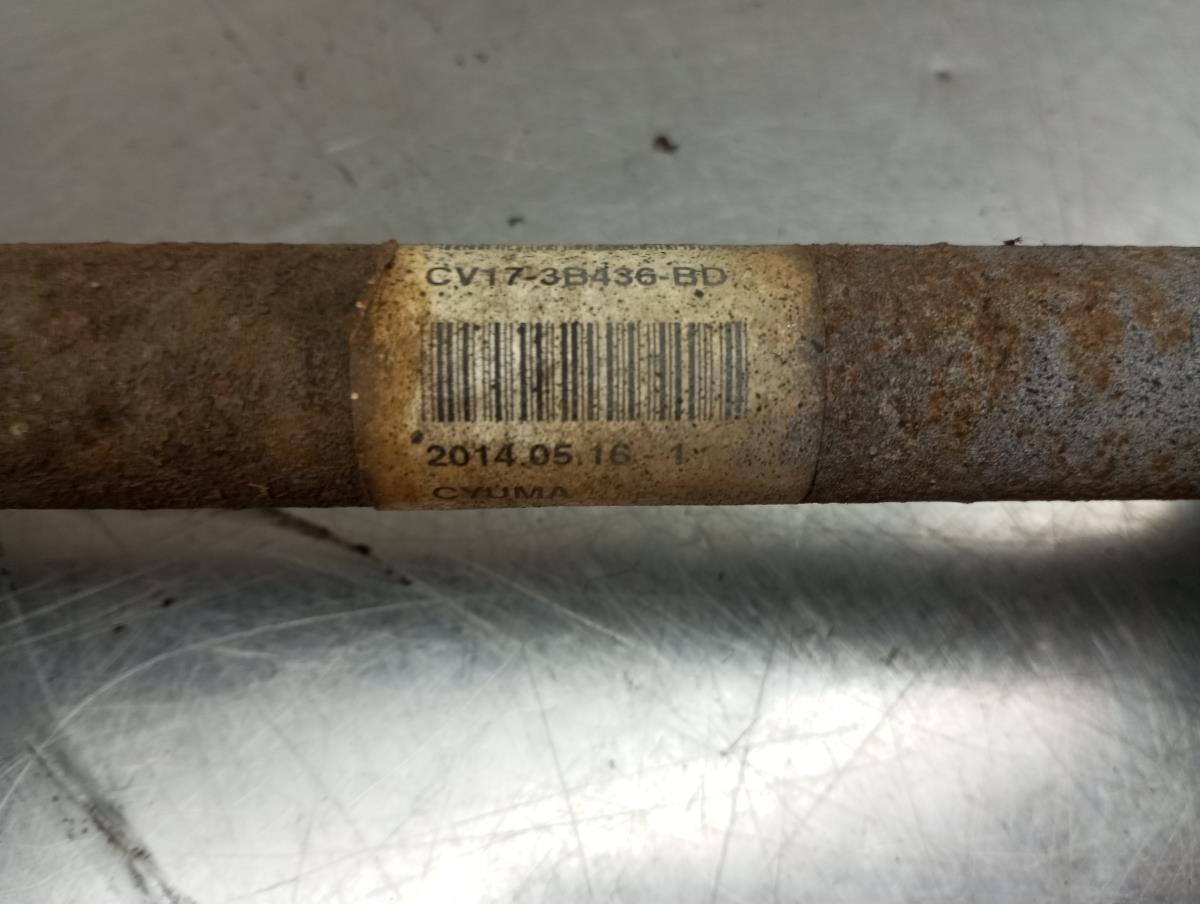 CV17-3B436-BD
2014.05.16 - 1
CYUMA